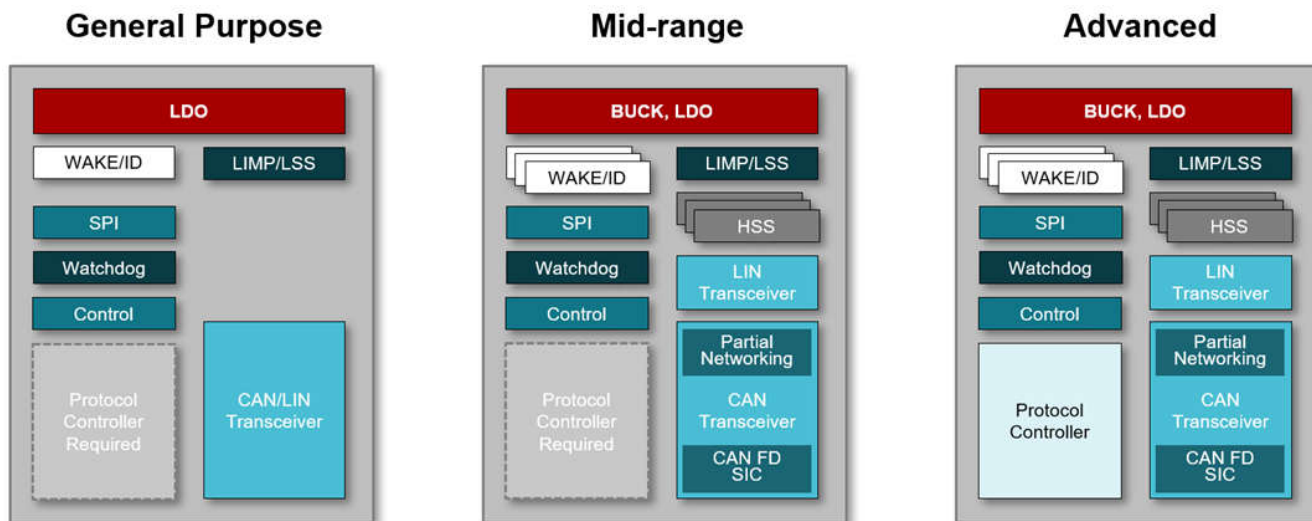 General Purpose
LDO
WAKE/ID
LIMP/LSS
SPI
Watchdog
Control
Protocol
Controller
Required
CAN/LIN
Transceiver
Mid-range
BUCK, LDO
WAKE/ID
LIMP/LSS
SPI
HSS
Watchdog
LIN
Transceiver
Control
Partial
Networking
Protocol
Controller
Required
CAN
Transceiver
CAN FD
SIC
Advanced
BUCK, LDO
WAKE/ID
LIMP/LSS
SPI
HSS
Watchdog
LIN
Transceiver
Control
Partial
Networking
Protocol
Controller
CAN
Transceiver
CAN FD
SIC